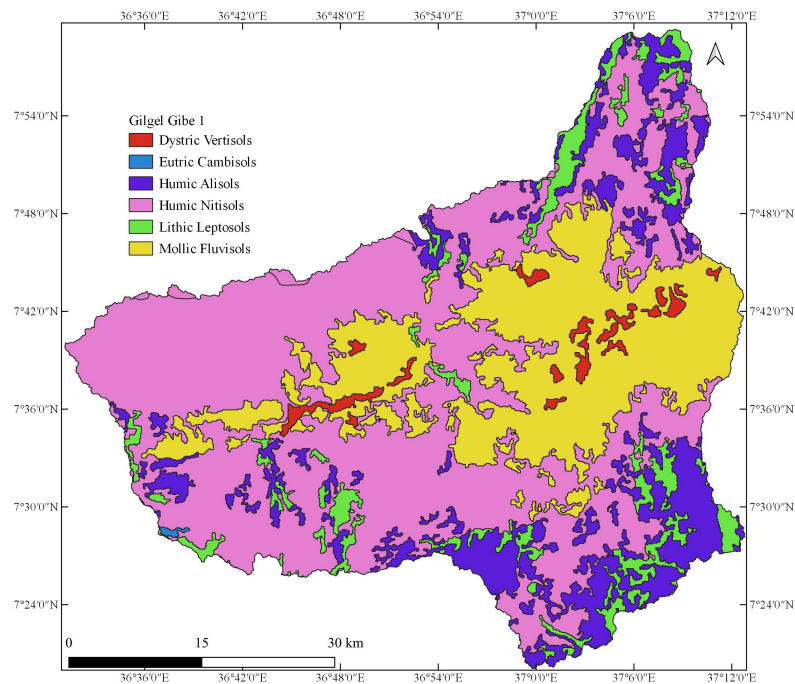 36°36'0"E 36°42'0"E 36°48'0"E 36°54'0"E 37°0'0"E 37°6'0"E 37°12'0"E
7°54'0"N 7°54'0"N
Gilgel Gibe 1
Dystric Vertisols
Eutric Cambisols
Humic Alisols
Humic Nitisols
Lithic Leptosols
Mollic Fluvisols
7°48'0"N 7°48'0"N
7°42'0"N 7°42'0"N
7°36'0"N 7°36'0"N
7°30'0"N 7°30'0"N
7°24'0"N 7°24'0"N
0 15 30 km
36°36'0"E 36°42'0"E 36°48'0"E 36°54'0"E 37°0'0"E 37°6'0"E 37°12'0"E